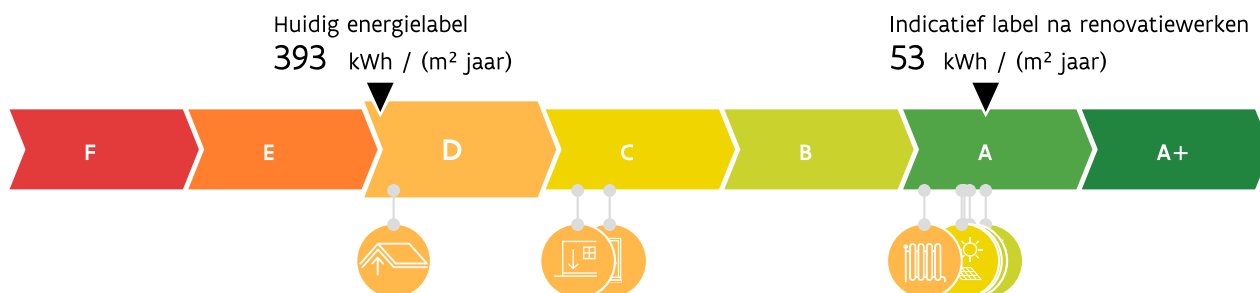 Huidig energielabel
393 kWh / (m² jaar)
Indicatief label na renovatiewerken
53 kWh / (m² jaar)
F E D C B A A+